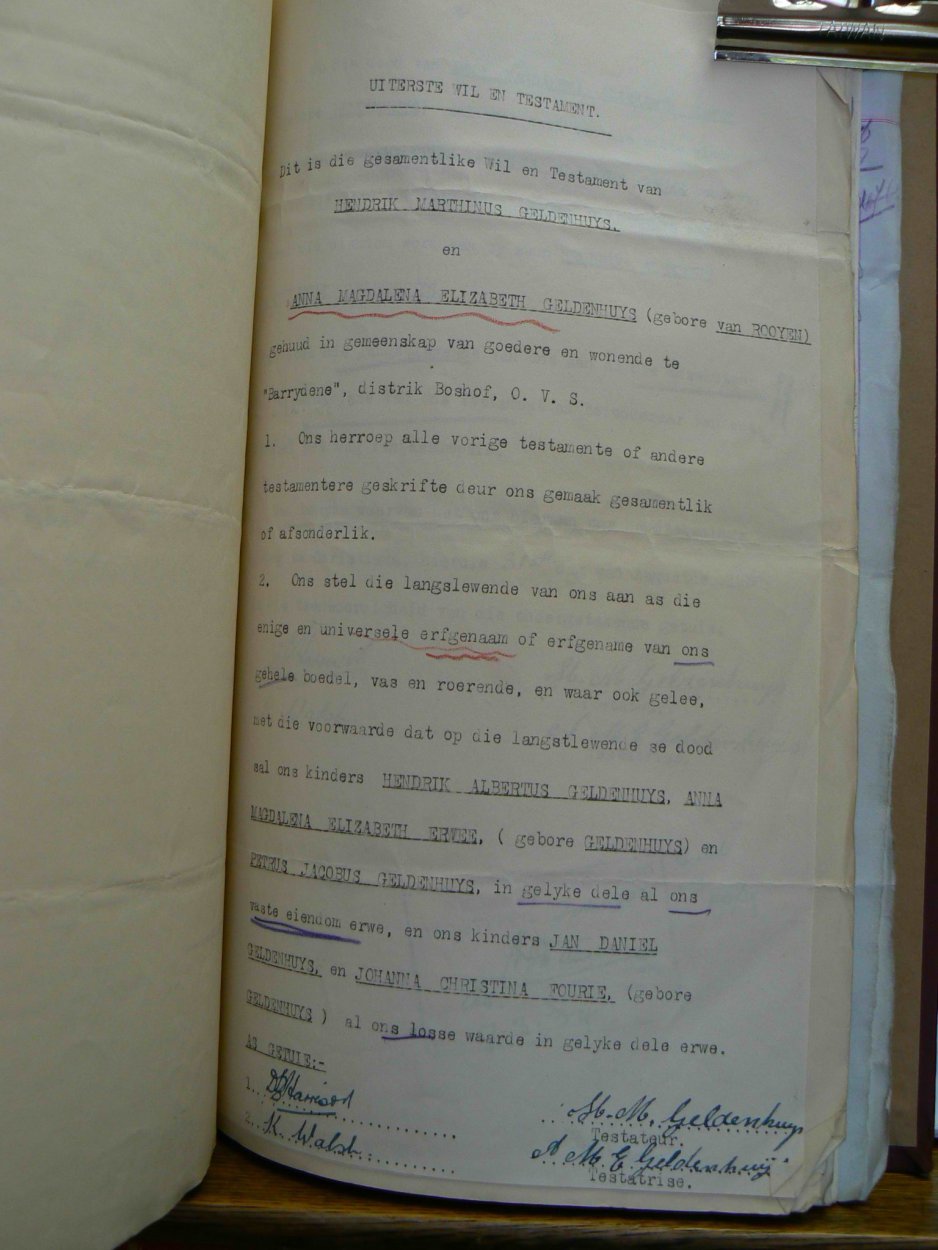 TAIWAN
UITERSTE WIL EN TESTAMENT.
Dit is die gesamentlike Wil en Testament van
HENDRIK MARTHINUS GELDENHUYS.
en
ANNA MAGDALENA ELIZABETH GELDENHUYS (gebore van ROOYEN)
gehuud in gemeenskap van goedere en wonende te
"Barrydene", distrik Boshof, O. V. S.
1. Ons herroep alle vorige testamente of andere
testamentere geskrifte deur ons gemaak gesamentlik
of afsonderlik.
2. Ons stel die langslewende van ons aan as die
enige en universele erfgenaam of erfgename van ons
gehele boedel, vas en roerende, en waar ook gelee,
met die voorwaarde dat op die langstlewende se dood
sal ons kinders HENDRIK ALBERTUS GELDENHUYS, ANNA
MAGDALENA ELIZABETH ERWEE, ( gebore GELDENHUYS) en
PETRUS JACOBUS GELDENHUYS, in gelyke dele al ons
vaste eiendom erwe, en ons kinders JAN DANIEL
GELDENHUYS, en JOHANNA CHRISTINA FOURIE, (gebore
GELDENHUYS ) al ons losse waarde in gelyke dele erwe.
AS GETUIE:-
1. Harrison
H. M. Geldenhuys
Testateur.
2. K. Walsh
A M E Geldenhuijs
Testatrise.